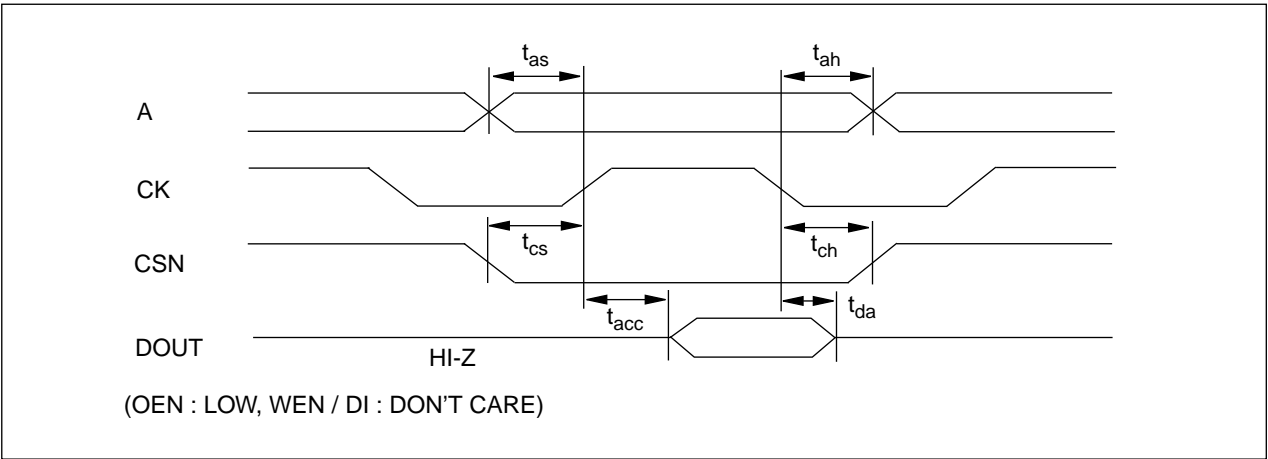 t_as
t_ah
A
CK
t_cs
t_ch
CSN
t_acc
t_da
DOUT
HI-Z
(OEN : LOW, WEN / DI : DON'T CARE)